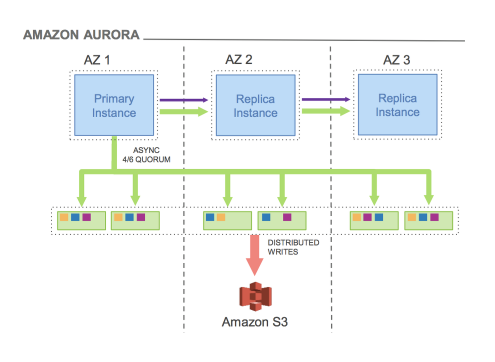 AMAZON AURORA
AZ 1
AZ 2
AZ 3
Primary
Instance
Replica
Instance
Replica
Instance
ASYNC
4/6 QUORUM
DISTRIBUTED
WRITES
Amazon S3